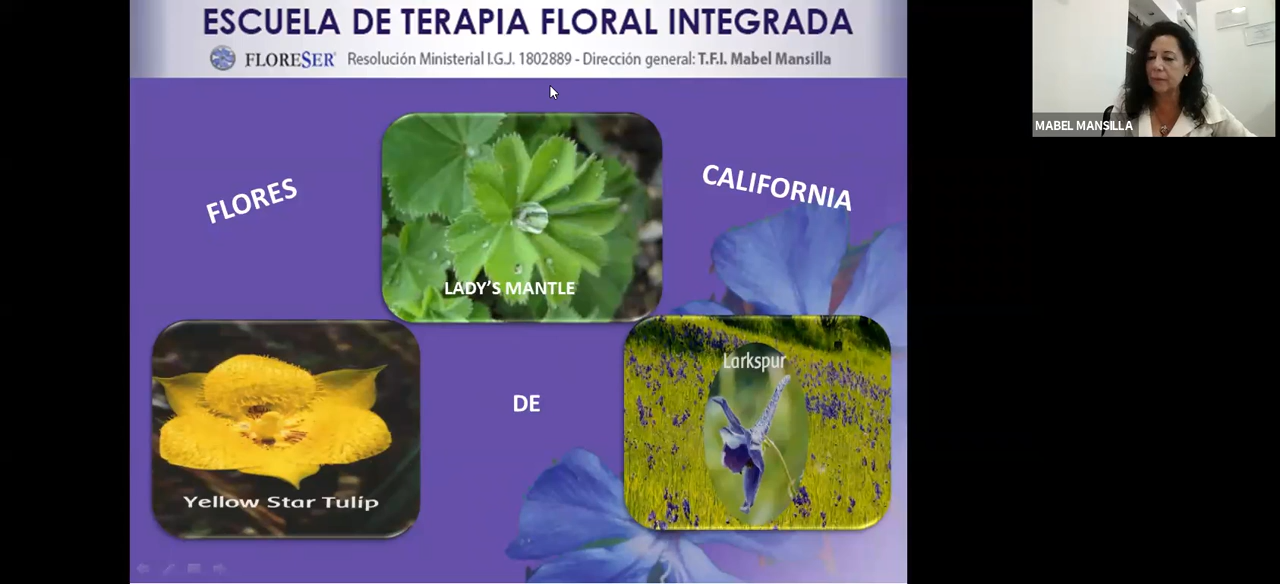 ESCUELA DE TERAPIA FLORAL INTEGRADA
FLORESER® Resolución Ministerial I.G.J. 1802889 - Dirección general: T.F.I. Mabel Mansilla
MABEL MANSILLA
FLORES
CALIFORNIA
LADY'S MANTLE
Larkspur
DE
Yellow Star Tulip